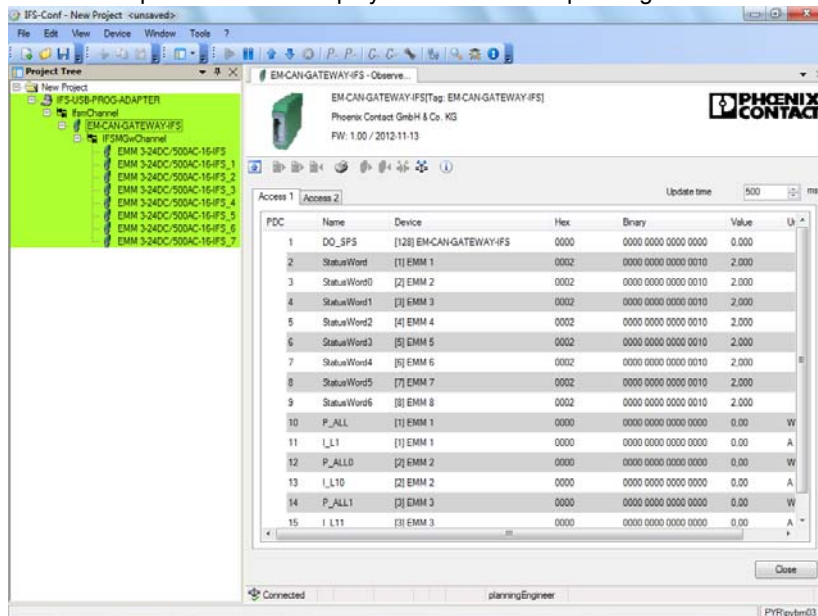 IFS-Conf - New Project <unsaved>
File Edit View Device Window Tools ?
Project Tree
New Project
IFS-USB-PROG-ADAPTER
IfsmChannel
EM-CAN-GATEWAY-IFS
IFSMGwChannel
EMM 3-24DC/500AC-16-IFS
EMM 3-24DC/500AC-16-IFS_1
EMM 3-24DC/500AC-16-IFS_2
EMM 3-24DC/500AC-16-IFS_3
EMM 3-24DC/500AC-16-IFS_4
EMM 3-24DC/500AC-16-IFS_5
EMM 3-24DC/500AC-16-IFS_6
EMM 3-24DC/500AC-16-IFS_7
EM-CAN-GATEWAY-IFS - Observe...
EM-CAN-GATEWAY-IFS[Tag: EM-CAN-GATEWAY-IFS]
Phoenix Contact GmbH & Co. KG
FW: 1.00 / 2012-11-13
PHŒNIX CONTACT
Access 1 Access 2
Update time 500 ms
PDC Name Device Hex Binary Value
1 DO_SPS [128] EM-CAN-GATEWAY-IFS 0000 0000 0000 0000 0000 0.000
2 StatusWord [1] EMM 1 0002 0000 0000 0000 0010 2.000
3 StatusWord0 [2] EMM 2 0002 0000 0000 0000 0010 2.000
4 StatusWord1 [3] EMM 3 0002 0000 0000 0000 0010 2,000
5 StatusWord2 [4] EMM 4 0002 0000 0000 0000 0010 2,000
6 StatusWord3 [5] EMM 5 0002 0000 0000 0000 0010 2,000
7 StatusWord4 [6] EMM 6 0002 0000 0000 0000 0010 2,000
8 StatusWord5 [7] EMM 7 0002 0000 0000 0000 0010 2,000
9 StatusWord6 [8] EMM 8 0002 0000 0000 0000 0010 2.000
10 P_ALL [1] EMM 1 0000 0000 0000 0000 0000 0.00 W
11 I_L1 [1] EMM 1 0000 0000 0000 0000 0000 0.00 A
12 P_ALL0 [2] EMM 2 0000 0000 0000 0000 0000 0,00 W
13 I_L10 [2] EMM 2 0000 0000 0000 0000 0000 0,00 A
14 P_ALL1 [3] EMM 3 0000 0000 0000 0000 0000 0,00 W
15 I_L11 [3] EMM 3 0000 0000 0000 0000 0000 0,00 A
Close
Connected planningEngineer
PYR\pybm03